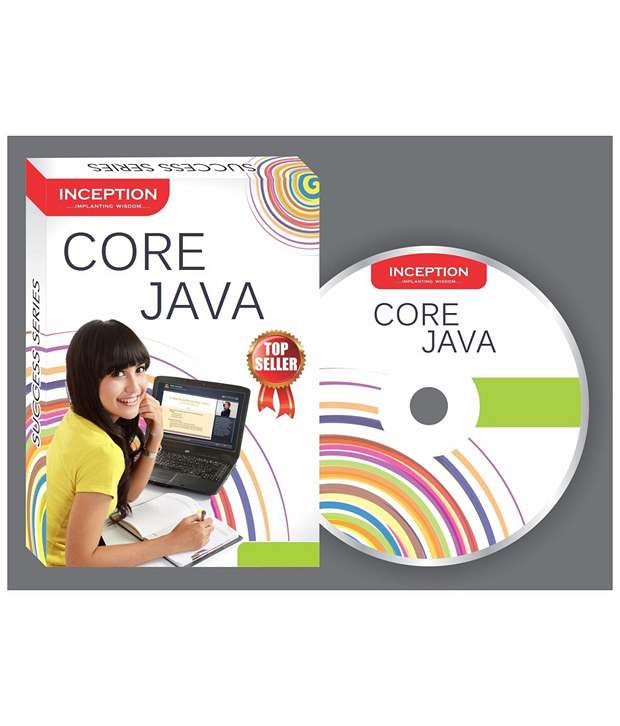 SUCCESS SERIES
INCEPTION
....IMPLANTING WISDOM....
CORE
JAVA
TOP
SELLER
SUCCESS SERIES
INCEPTION
....IMPLANTING WISDOM....
CORE
JAVA